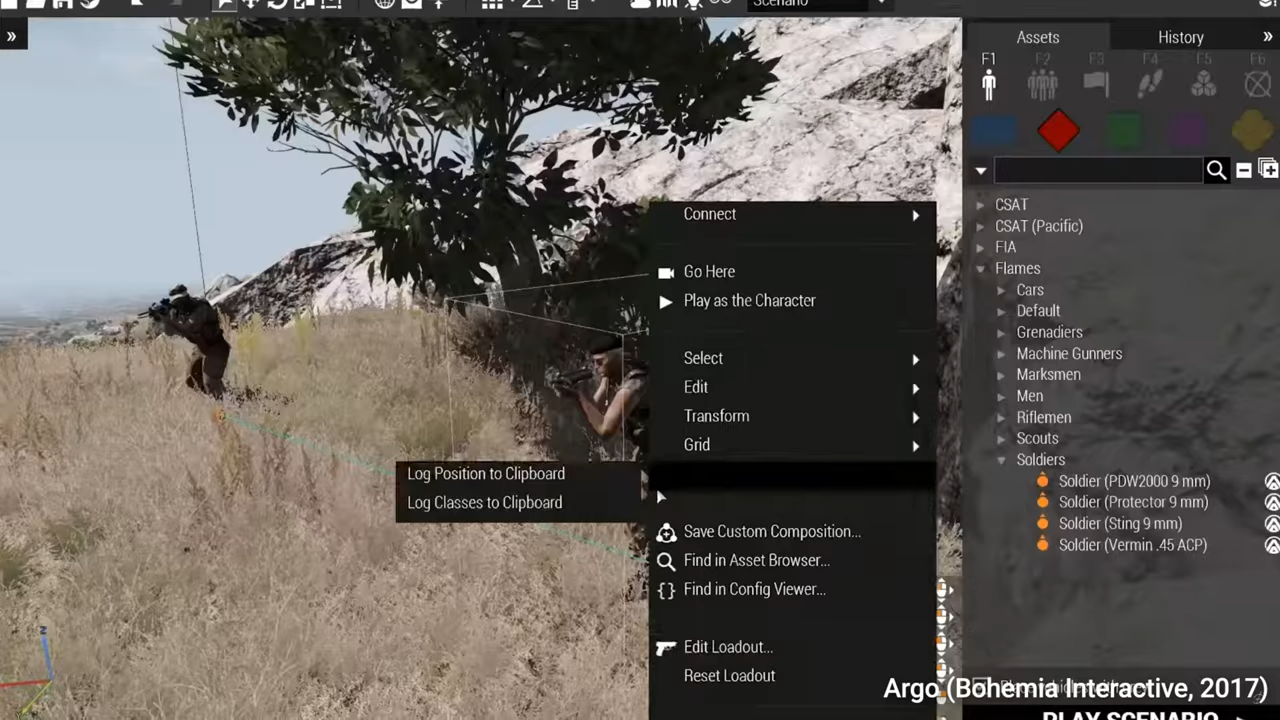 Scenario
»
Assets
History
»
F1
F2
F3
F4
F5
F6
CSAT
CSAT (Pacific)
FIA
Flames
Cars
Default
Grenadiers
Machine Gunners
Marksmen
Men
Riflemen
Scouts
Soldiers
Soldier (PDW2000 9 mm)
Soldier (Protector 9 mm)
Soldier (Sting 9 mm)
Soldier (Vermin .45 ACP)
Connect
Go Here
Play as the Character
Select
Edit
Transform
Grid
Log Position to Clipboard
Log Classes to Clipboard
Save Custom Composition...
Find in Asset Browser...
Find in Config Viewer...
Edit Loadout...
Reset Loadout
N
Argo (Bohemia Interactive, 2017)
PLAY SCENARIO